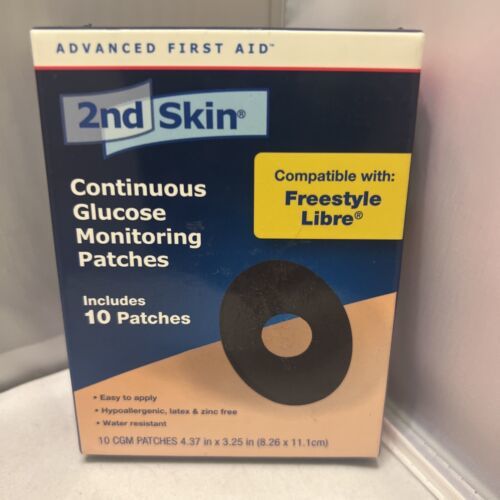 ADVANCED FIRST AID™
2nd Skin®
Continuous
Glucose
Monitoring
Patches
Compatible with:
Freestyle
Libre®
Includes
10 Patches
• Easy to apply
• Hypoallergenic, latex & zinc free
• Water resistant
10 CGM PATCHES 4.37 in x 3.25 in (8.26 x 11.1cm)